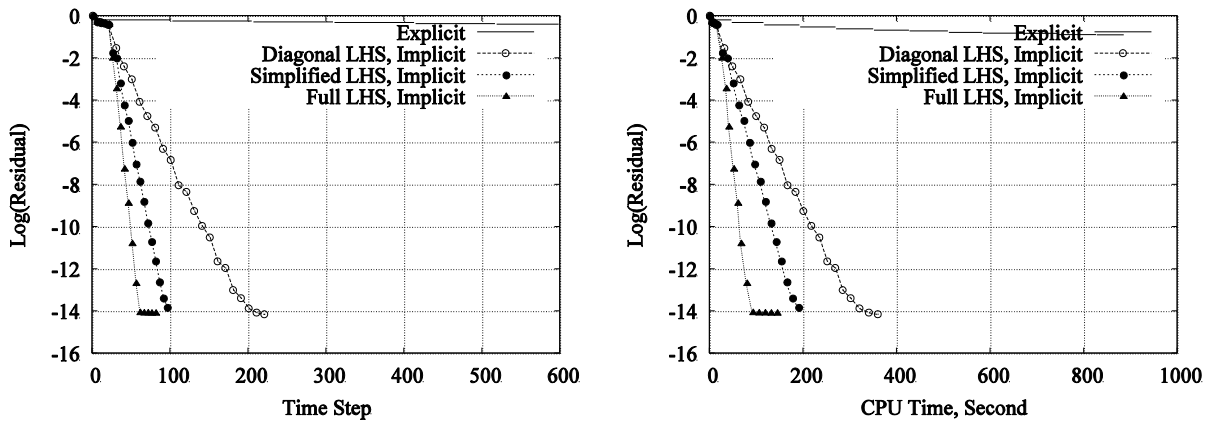 0
-2
-4
-6
-8
-10
-12
-14
-16
Log(Residual)
Explicit
Diagonal LHS, Implicit
Simplified LHS, Implicit
Full LHS, Implicit
0 100 200 300 400 500 600
Time Step
0
-2
-4
-6
-8
-10
-12
-14
-16
Log(Residual)
Explicit
Diagonal LHS, Implicit
Simplified LHS, Implicit
Full LHS, Implicit
0 200 400 600 800 1000
CPU Time, Second